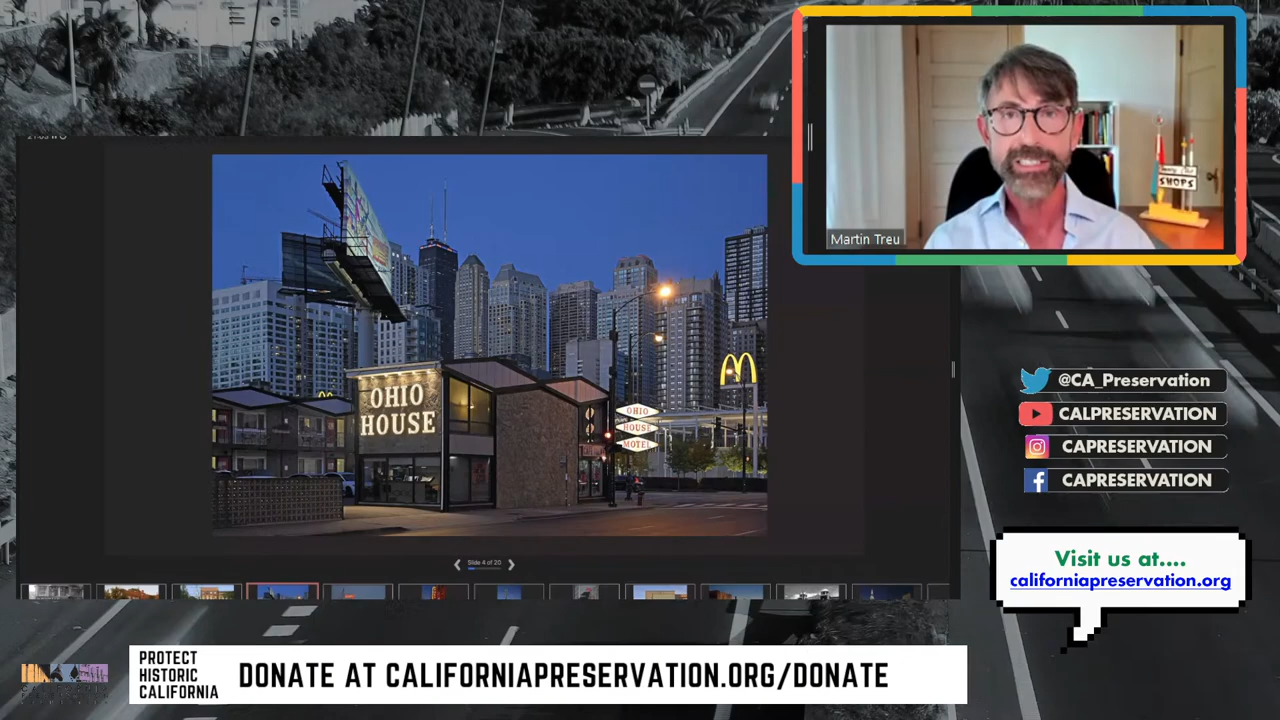 OHIO
HOUSE
OHIO
HOUSE
MOTEL
Slide 4 of 20
SHOPS
Martin Treu
@CA_Preservation
CALPRESERVATION
CAPRESERVATION
CAPRESERVATION
Visit us at....
californiapreservation.org
PROTECT
HISTORIC
CALIFORNIA
DONATE AT CALIFORNIAPRESERVATION.ORG/DONATE